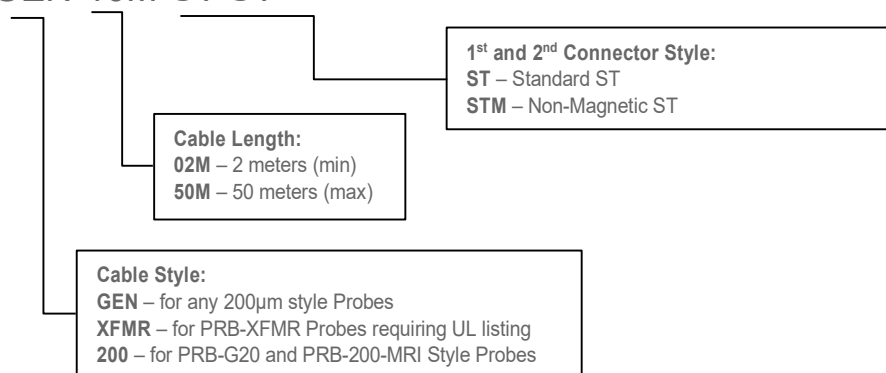 1st and 2nd Connector Style:
ST – Standard ST
STM – Non-Magnetic ST
Cable Length:
02M – 2 meters (min)
50M – 50 meters (max)
Cable Style:
GEN – for any 200µm style Probes
XFMR – for PRB-XFMR Probes requiring UL listing
200 – for PRB-G20 and PRB-200-MRI Style Probes